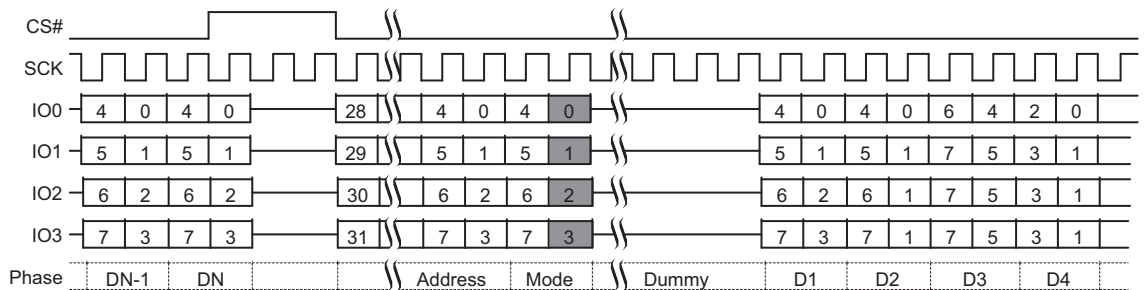 CS#
SCK
IO0 4 0 4 0 28 4 0 4 0 4 0 4 0 6 4 2 0
IO1 5 1 5 1 29 5 1 5 1 5 1 5 1 7 5 3 1
IO2 6 2 6 2 30 6 2 6 2 6 2 6 1 7 5 3 1
IO3 7 3 7 3 31 7 3 7 3 7 3 7 1 7 5 3 1
Phase DN-1 DN Address Mode Dummy D1 D2 D3 D4